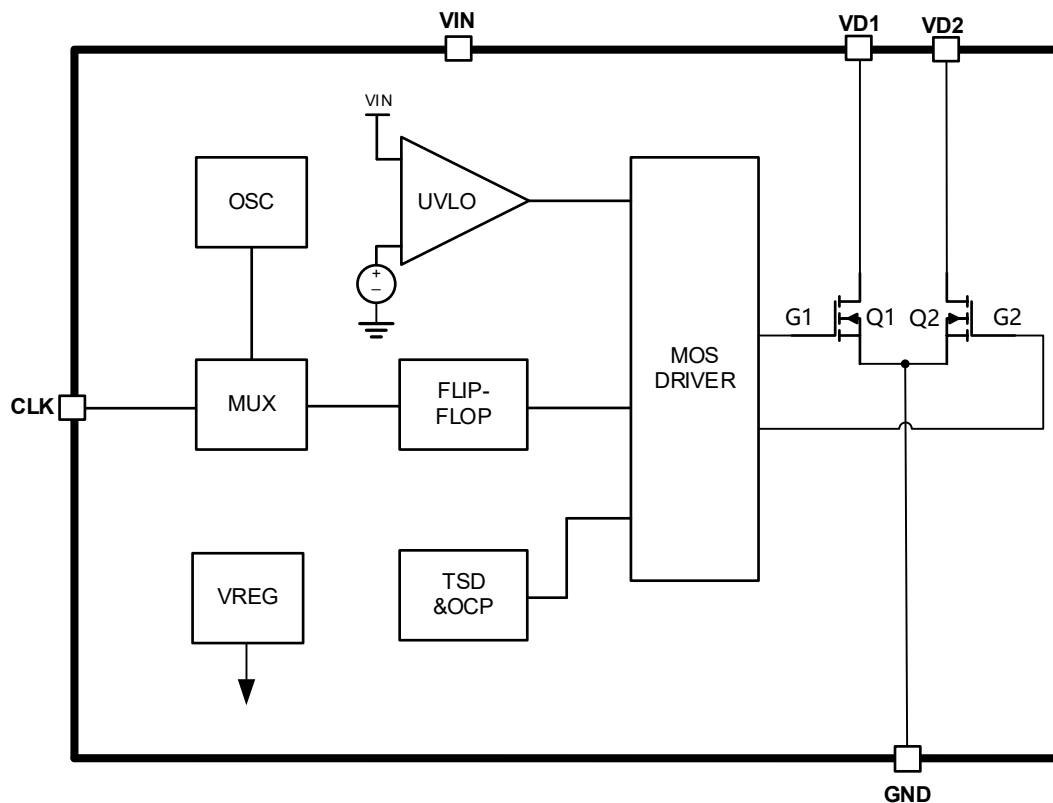 VIN
VD1
VD2
VIN
OSC
UVLO
+
–
G1
Q1
Q2
G2
MOS
DRIVER
CLK
MUX
FLIP-
FLOP
VREG
TSD
&OCP
GND